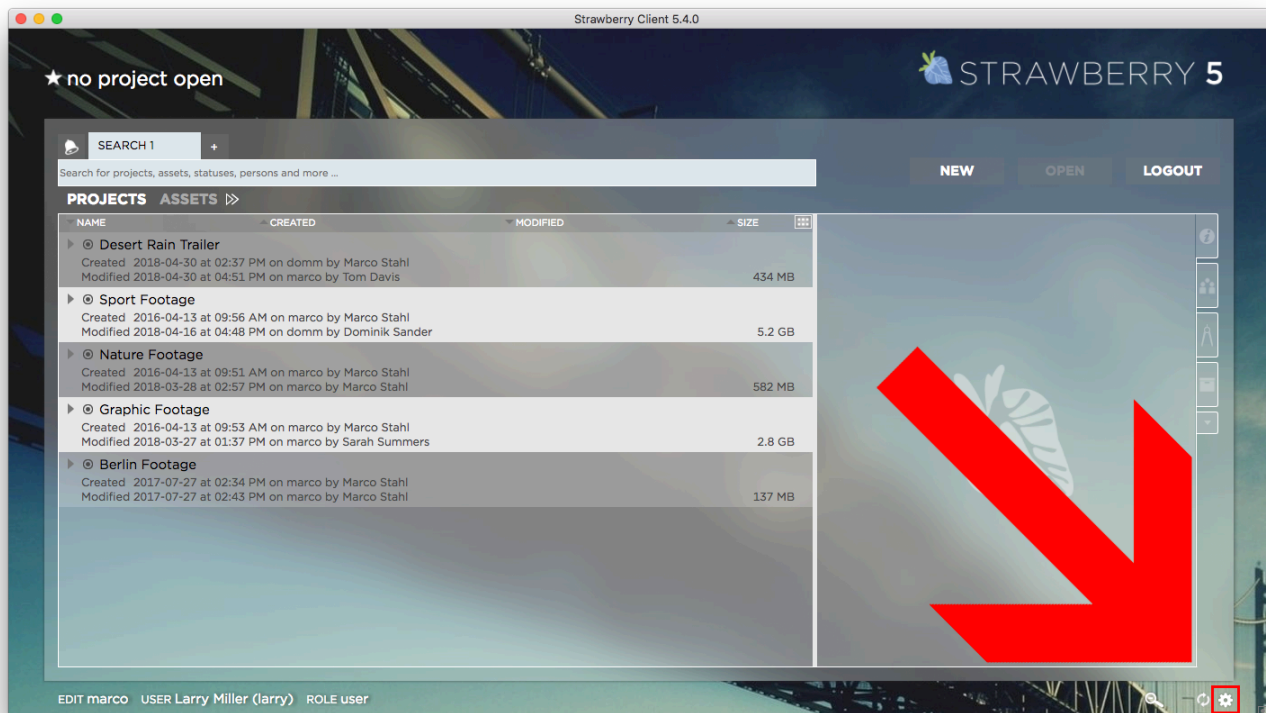 Strawberry Client 5.4.0
no project open
STRAWBERRY 5
SEARCH 1 +
Search for projects, assets, statuses, persons and more ...
NEW OPEN LOGOUT
PROJECTS ASSETS
NAME CREATED MODIFIED SIZE
Desert Rain Trailer
Created 2018-04-30 at 02:37 PM on domm by Marco Stahl
Modified 2018-04-30 at 04:51 PM on marco by Tom Davis 434 MB
Sport Footage
Created 2016-04-13 at 09:56 AM on marco by Marco Stahl
Modified 2018-04-16 at 04:48 PM on domm by Dominik Sander 5.2 GB
Nature Footage
Created 2016-04-13 at 09:51 AM on marco by Marco Stahl
Modified 2018-03-28 at 02:57 PM on marco by Marco Stahl 582 MB
Graphic Footage
Created 2016-04-13 at 09:53 AM on marco by Marco Stahl
Modified 2018-03-27 at 01:37 PM on marco by Sarah Summers 2.8 GB
Berlin Footage
Created 2017-07-27 at 02:34 PM on marco by Marco Stahl
Modified 2017-07-27 at 02:43 PM on marco by Marco Stahl 137 MB
EDIT marco USER Larry Miller (larry) ROLE user